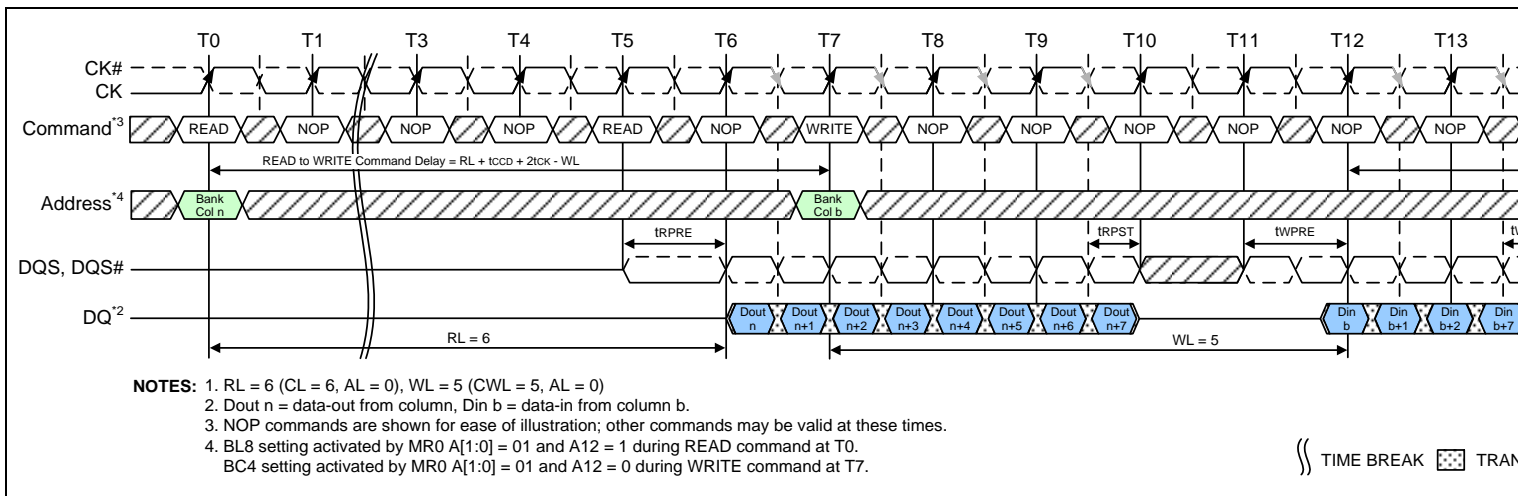 T0 T1 T3 T4 T5 T6 T7 T8 T9 T10 T11 T12 T13
CK#
CK
Command*3 READ NOP NOP NOP READ NOP WRITE NOP NOP NOP NOP NOP NOP
READ to WRITE Command Delay = RL + tCCD + 2tCK - WL
Address*4 Bank Col n Bank Col b
tRPRE tRPST tWPRE
DQS, DQS#
DQ*2 Dout n Dout n+1 Dout n+2 Dout n+3 Dout n+4 Dout n+5 Dout n+6 Dout n+7 Din b Din b+1 Din b+2 Din b+7
RL = 6 WL = 5
NOTES: 1. RL = 6 (CL = 6, AL = 0), WL = 5 (CWL = 5, AL = 0)
2. Dout n = data-out from column, Din b = data-in from column b.
3. NOP commands are shown for ease of illustration; other commands may be valid at these times.
4. BL8 setting activated by MR0 A[1:0] = 01 and A12 = 1 during READ command at T0.
BC4 setting activated by MR0 A[1:0] = 01 and A12 = 0 during WRITE command at T7.
TIME BREAK TRAN